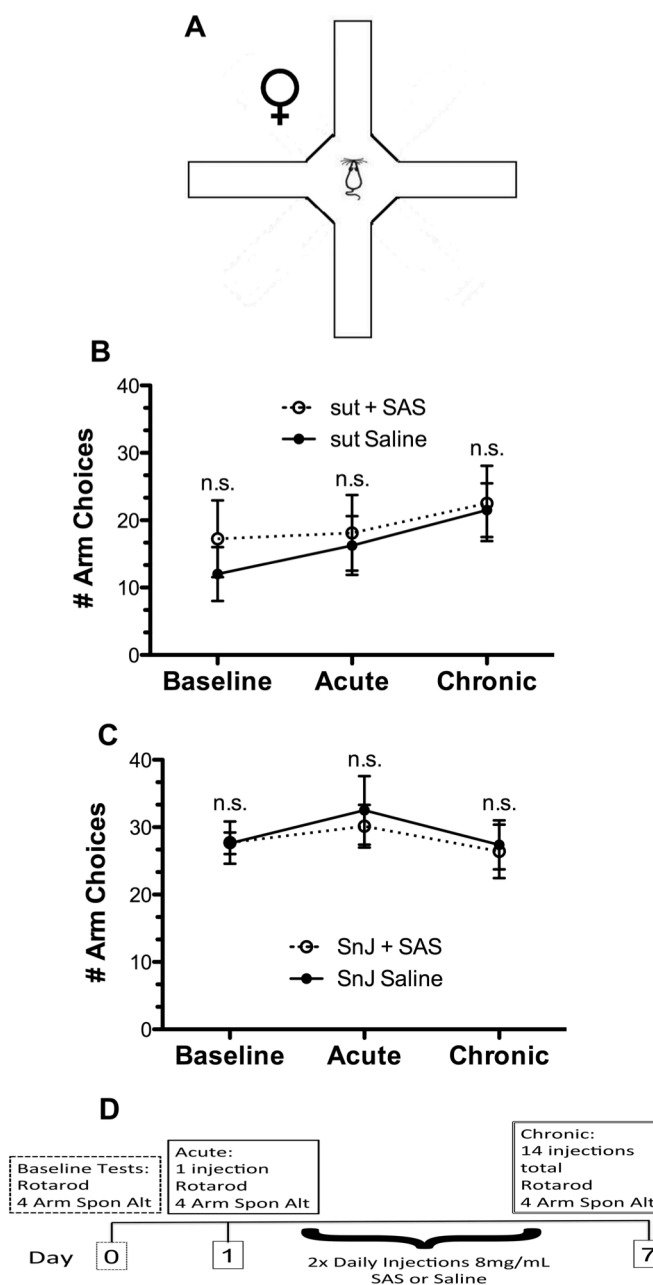 A
♀
B
40
30
20
10
0
# Arm Choices
sut + SAS
sut Saline
n.s.
n.s.
n.s.
Baseline
Acute
Chronic
C
40
30
20
10
0
# Arm Choices
n.s.
n.s.
n.s.
SnJ + SAS
SnJ Saline
Baseline
Acute
Chronic
D
Baseline Tests:
Rotarod
4 Arm Spon Alt
Acute:
1 injection
Rotarod
4 Arm Spon Alt
Chronic:
14 injections
total
Rotarod
4 Arm Spon Alt
Day
0
1
7
2x Daily Injections 8mg/mL
SAS or Saline